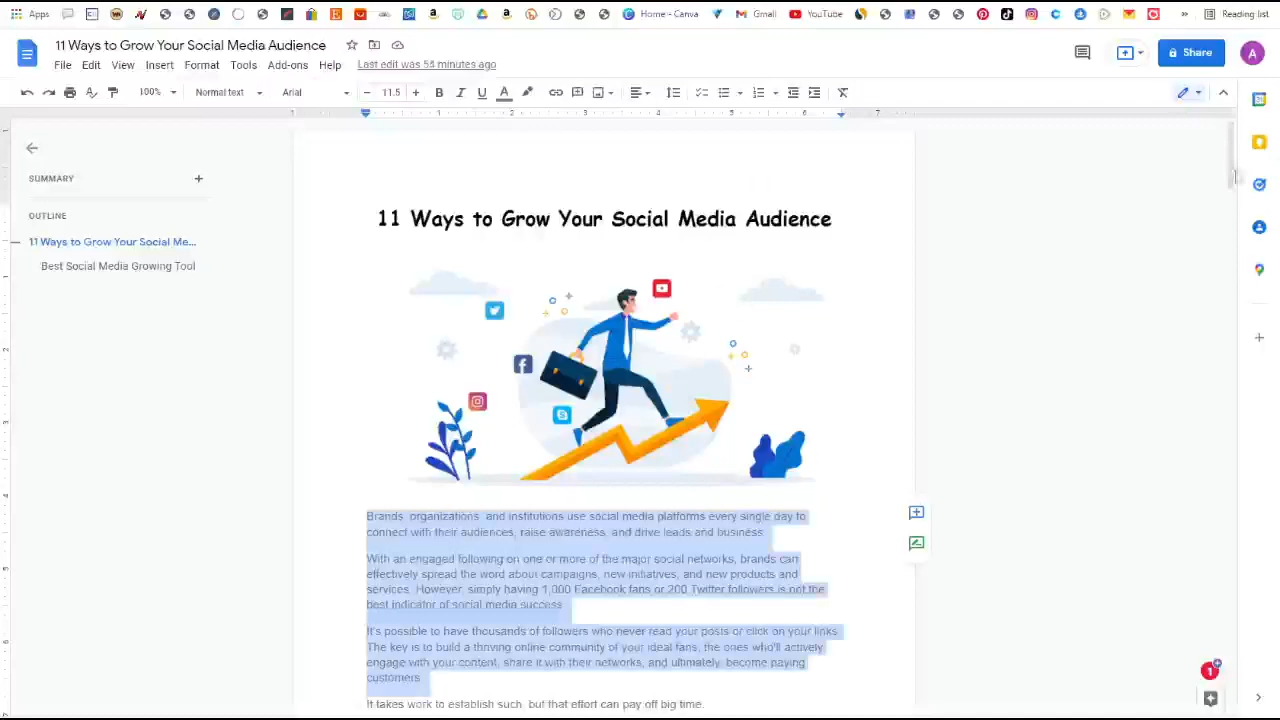 Apps
Home - Canva
Gmail
YouTube
Reading list
11 Ways to Grow Your Social Media Audience
File Edit View Insert Format Tools Add-ons Help Last edit was 54 minutes ago
Share
A
100% Normal text Arial 11.5
1 1 2 3 4 5 6 7
SUMMARY
OUTLINE
11 Ways to Grow Your Social Me...
Best Social Media Growing Tool
11 Ways to Grow Your Social Media Audience
Brands organizations and institutions use social media platforms every single day to
connect with their audiences, raise awareness, and drive leads and business
With an engaged following on one or more of the major social networks, brands can
effectively spread the word about campaigns, new initiatives, and new products and
services. However, simply having 1,000 Facebook fans or 200 Twitter followers is not the
best indicator of social media success
It's possible to have thousands of followers who never read your posts or click on your links
The key is to build a thriving online community of your ideal fans, the ones who'll actively
engage with your content, share it with their networks, and ultimately, become paying
customers
It takes work to establish such, but that effort can pay off big time.
1